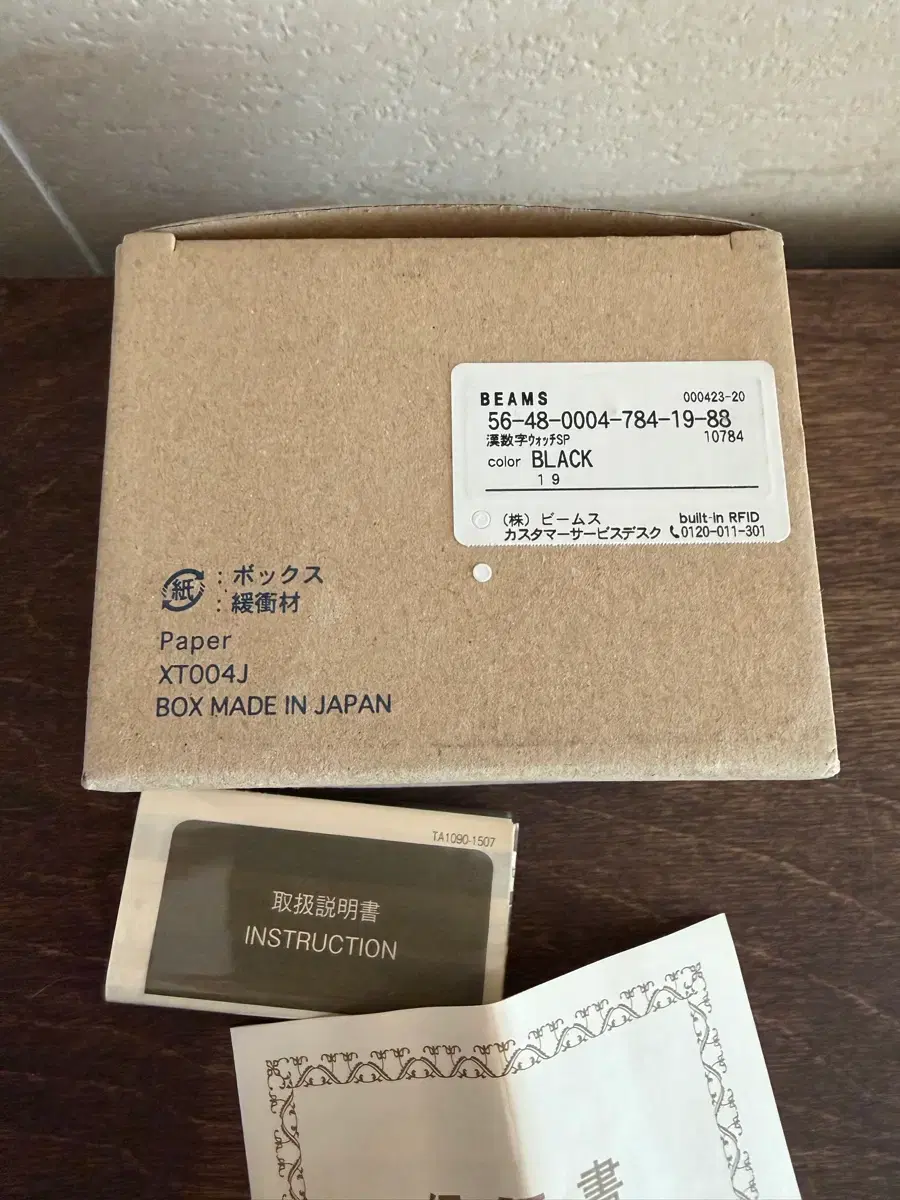 BEAMS 000423-20
56-48-0004-784-19-88
漢数字ウォッチSP 10784
color BLACK
19
(株) ビームス built-in RFID
カスタマーサービスデスク 0120-011-301
紙 : ボックス
: 緩衝材
Paper
XT004J
BOX MADE IN JAPAN
TA1090-1507
取扱説明書
INSTRUCTION
書